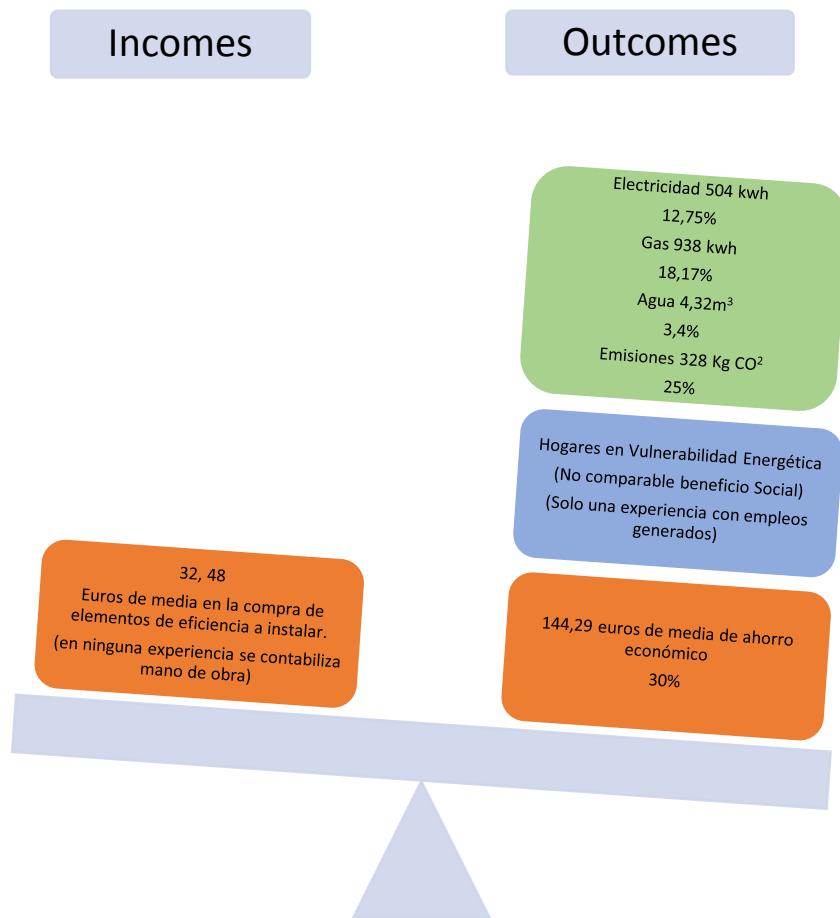 Incomes
Outcomes
Electricidad 504 kwh
12,75%
Gas 938 kwh
18,17%
Agua 4,32m³
3,4%
Emisiones 328 Kg CO²
25%
Hogares en Vulnerabilidad Energética
(No comparable beneficio Social)
(Solo una experiencia con empleos
generados)
32, 48
Euros de media en la compra de
elementos de eficiencia a instalar.
(en ninguna experiencia se contabiliza
mano de obra)
144,29 euros de media de ahorro
económico
30%